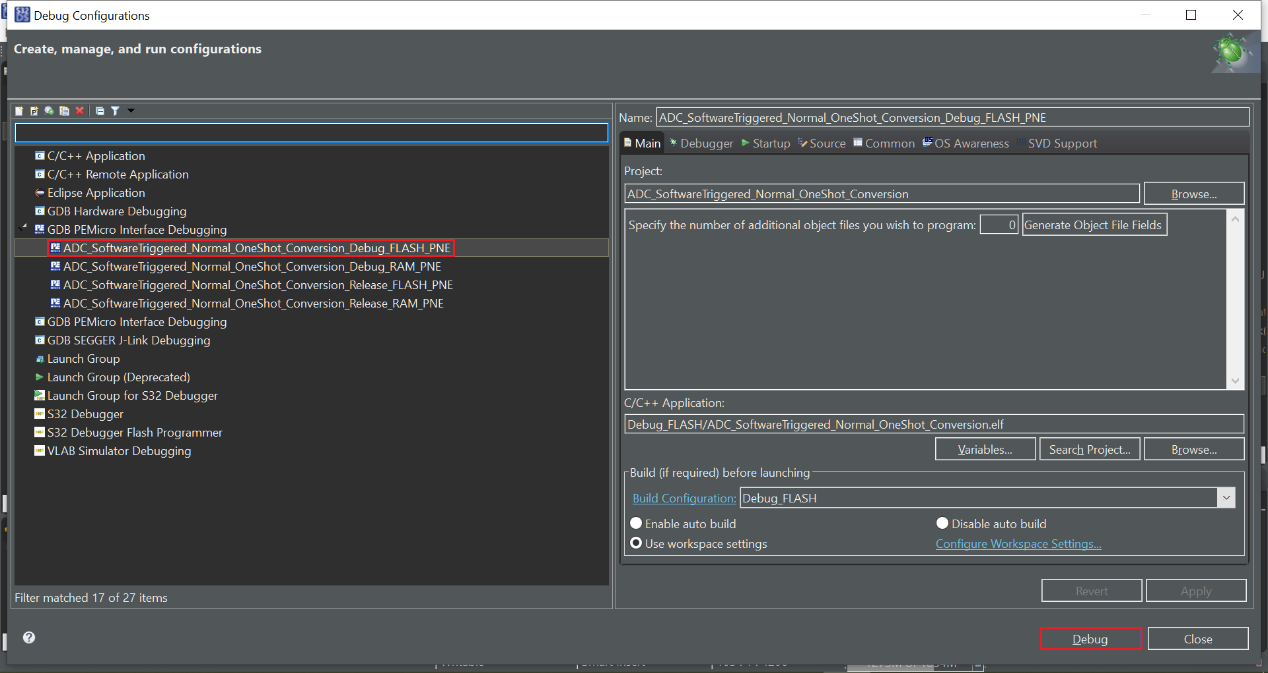 Debug Configurations
Create, manage, and run configurations
C/C++ Application
C/C++ Remote Application
Eclipse Application
GDB Hardware Debugging
GDB PEMicro Interface Debugging
ADC_SoftwareTriggered_Normal_OneShot_Conversion_Debug_FLASH_PNE
ADC_SoftwareTriggered_Normal_OneShot_Conversion_Debug_RAM_PNE
ADC_SoftwareTriggered_Normal_OneShot_Conversion_Release_FLASH_PNE
ADC_SoftwareTriggered_Normal_OneShot_Conversion_Release_RAM_PNE
GDB PEMicro Interface Debugging
GDB SEGGER J-Link Debugging
Launch Group
Launch Group (Deprecated)
Launch Group for S32 Debugger
S32 Debugger
S32 Debugger Flash Programmer
VLAB Simulator Debugging
Filter matched 17 of 27 items
Name: ADC_SoftwareTriggered_Normal_OneShot_Conversion_Debug_FLASH_PNE
Main Debugger Startup Source Common OS Awareness SVD Support
Project:
ADC_SoftwareTriggered_Normal_OneShot_Conversion Browse...
Specify the number of additional object files you wish to program: 0 Generate Object File Fields
C/C++ Application:
Debug_FLASH/ADC_SoftwareTriggered_Normal_OneShot_Conversion.elf
Variables... Search Project... Browse...
Build (if required) before launching
Build Configuration: Debug_FLASH
Enable auto build Disable auto build
Use workspace settings Configure Workspace Settings...
Revert Apply
Debug Close